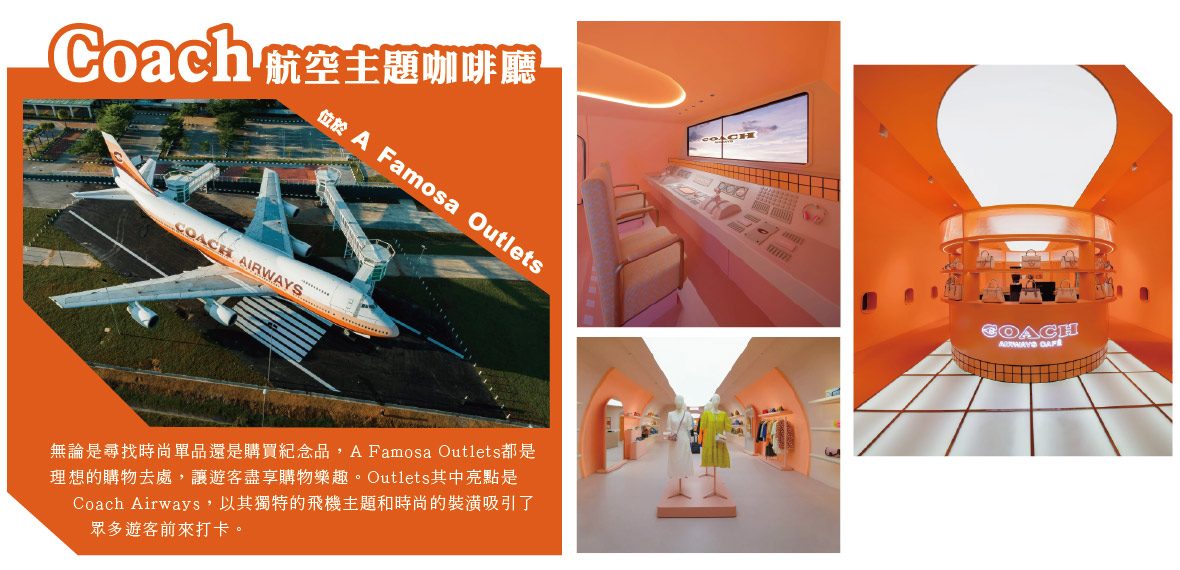 Coach 航空主題咖啡廳
位於 A Famosa Outlets
COACH AIRWAYS
無論是尋找時尚單品還是購買紀念品，A Famosa Outlets都是
理想的購物去處，讓遊客盡享購物樂趣。Outlets其中亮點是
Coach Airways，以其獨特的飛機主題和時尚的裝潢吸引了
眾多遊客前來打卡。
COACH
AIRWAYS
COACH
AIRWAYS CAFÉ